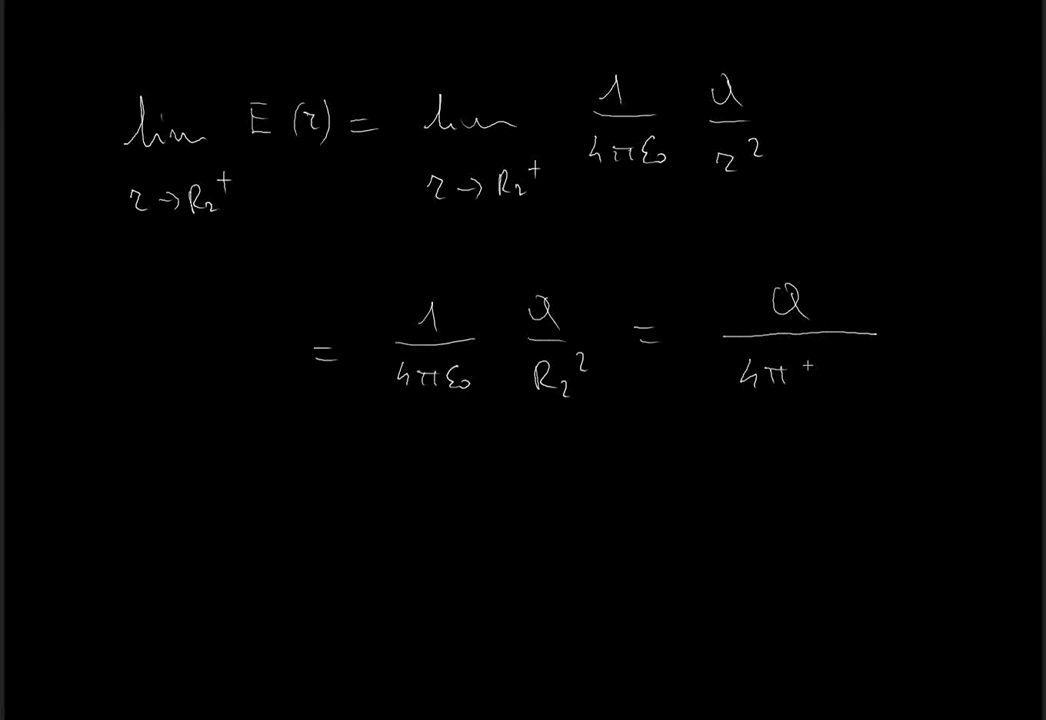 lim E (r) = lim 1 Q
r → R₂⁺ r → R₂⁺ 4πε₀ r²
= 1 Q = Q
4πε₀ R₂² 4π +